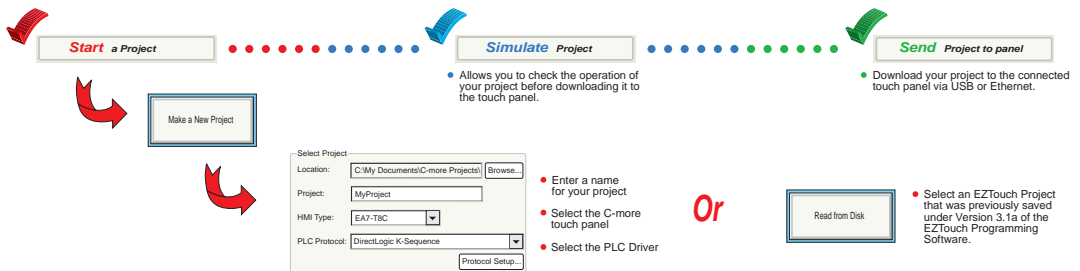 Start a Project
Simulate Project
Send Project to panel
Allows you to check the operation of
your project before downloading it to
the touch panel.
Download your project to the connected
touch panel via USB or Ethernet.
Make a New Project
Select Project
Location: C:\My Documents\C-more Projects\ Browse...
Project: MyProject
HMI Type: EA7-T8C
PLC Protocol: DirectLogic K-Sequence
Protocol Setup...
Enter a name
for your project
Select the C-more
touch panel
Select the PLC Driver
Or
Read from Disk
Select an EZTouch Project
that was previously saved
under Version 3.1a of the
EZTouch Programming
Software.